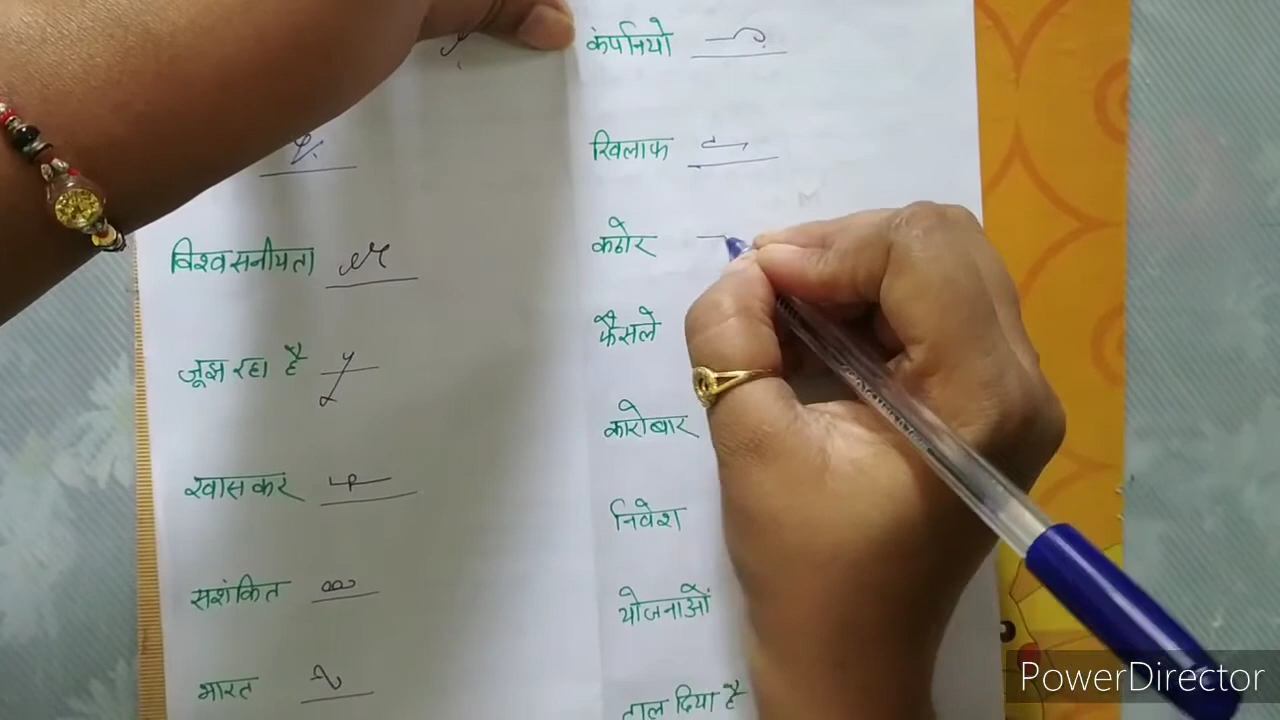 विश्वसनीयता
जूझ रहा है
खासकर
सशंकित
भारत
कंपनियो
खिलाफ
कठोर
फैसले
कारोबार
निवेश
योजनाओं
टाल दिया है
PowerDirector